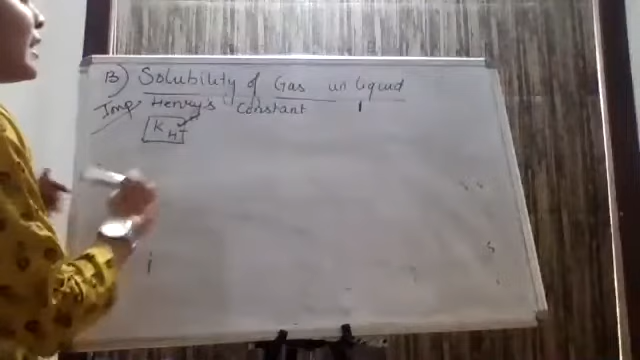 B) Solubility of Gas in liquid
Imp Henry's Constant
KH